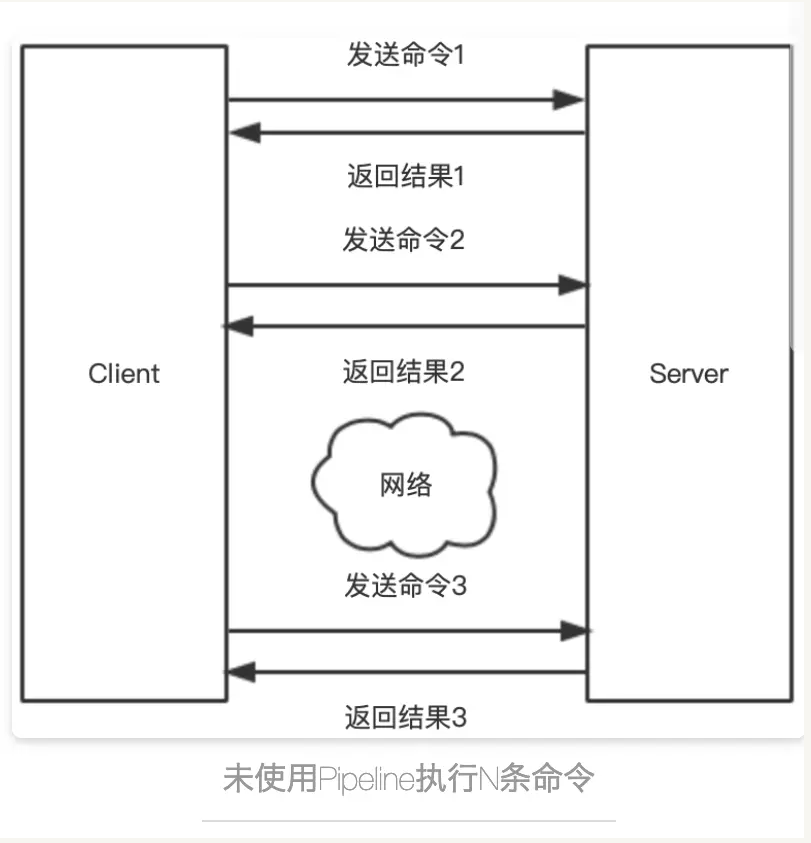 发送命令1
返回结果1
发送命令2
Client
返回结果2
Server
网络
发送命令3
返回结果3
未使用Pipeline执行N条命令